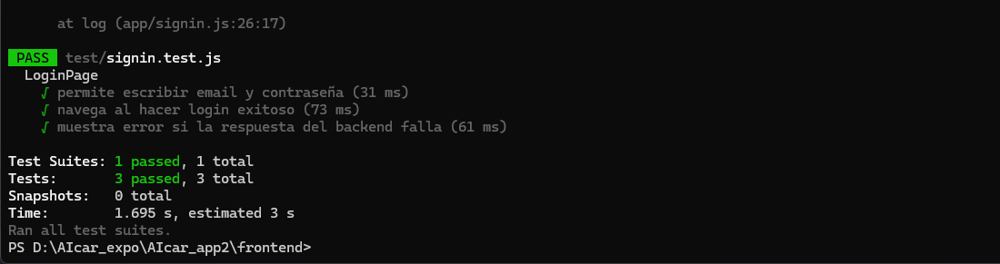 at log (app/signin.js:26:17)
PASS test/signin.test.js
LoginPage
√ permite escribir email y contraseña (31 ms)
√ navega al hacer login exitoso (73 ms)
√ muestra error si la respuesta del backend falla (61 ms)
Test Suites: 1 passed, 1 total
Tests: 3 passed, 3 total
Snapshots: 0 total
Time: 1.695 s, estimated 3 s
Ran all test suites.
PS D:\AIcar_expo\AIcar_app2\frontend>